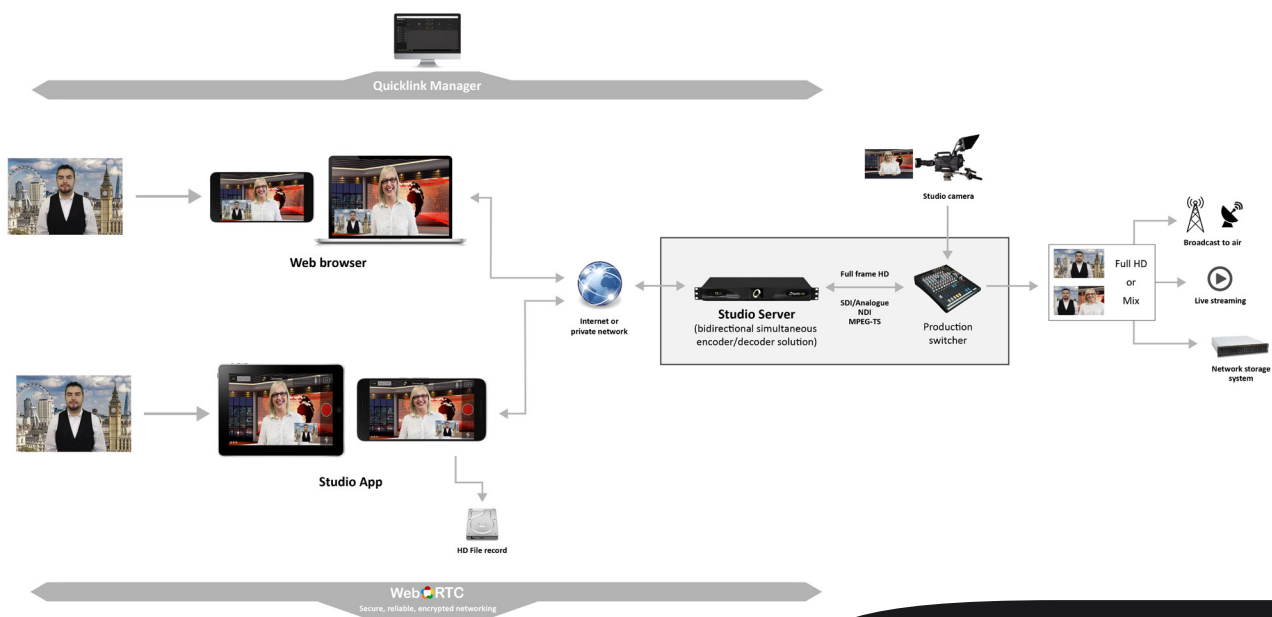 Quicklink Manager
Studio camera
Web browser
Broadcast to air
Full frame HD
Full HD
or
Mix
SDI/Analogue
NDI
MPEG-TS
Live streaming
Internet or
private network
Studio Server
(bidirectional simultaneous
encoder/decoder solution)
Production
switcher
Network storage
system
Studio App
HD File record
WebRTC
Secure, reliable, encrypted networking